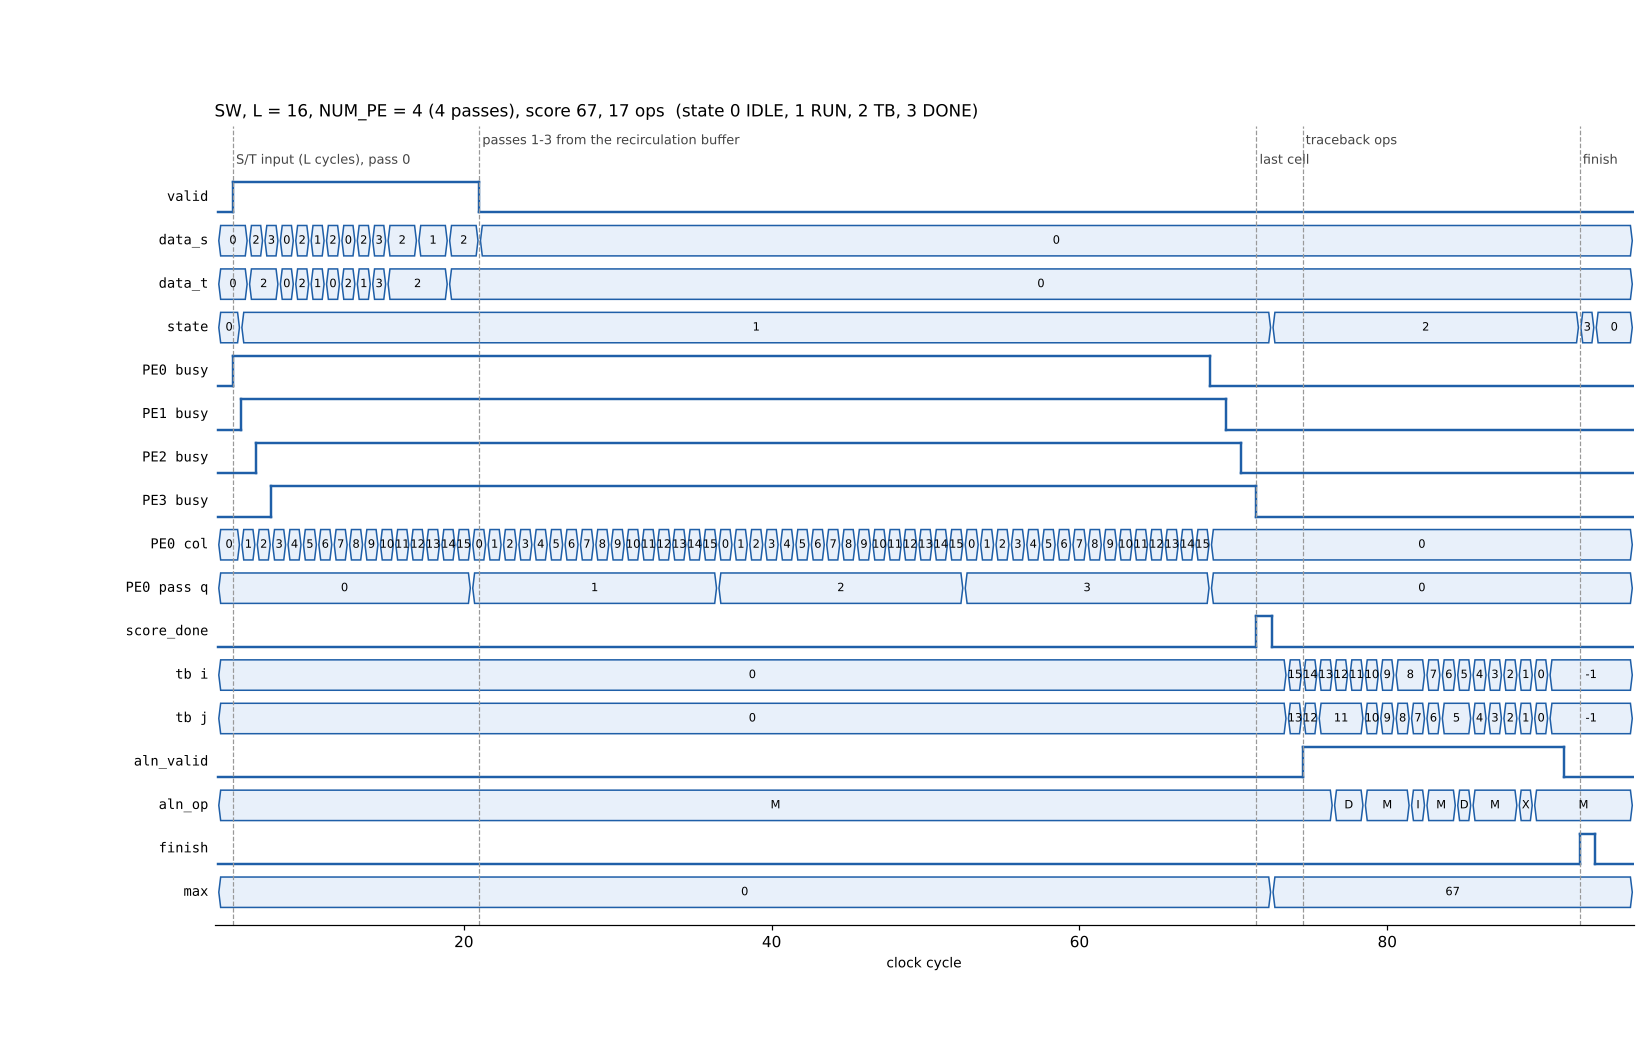 SW, L = 16, NUM_PE = 4 (4 passes), score 67, 17 ops (state 0 IDLE, 1 RUN, 2 TB, 3 DONE)
passes 1-3 from the recirculation buffer
traceback ops
S/T input (L cycles), pass 0
last cell
finish
valid
data_s 0 2 3 0 2 1 2 0 2 3 2 1 2 0
data_t 0 2 0 2 1 0 2 1 3 2 0
state 0 1 2 3 0
PE0 busy
PE1 busy
PE2 busy
PE3 busy
PE0 col 0 1 2 3 4 5 6 7 8 9 10 11 12 13 14 15 0 1 2 3 4 5 6 7 8 9 10 11 12 13 14 15 0 1 2 3 4 5 6 7 8 9 10 11 12 13 14 15 0 1 2 3 4 5 6 7 8 9 10 11 12 13 14 15 0
PE0 pass q 0 1 2 3 0
score_done
tb i 0 15 14 13 12 11 10 9 8 7 6 5 4 3 2 1 0 -1
tb j 0 13 12 11 10 9 8 7 6 5 4 3 2 1 0 -1
aln_valid
aln_op M D M I M D M X M
finish
max 0 67
20 40 60 80
clock cycle